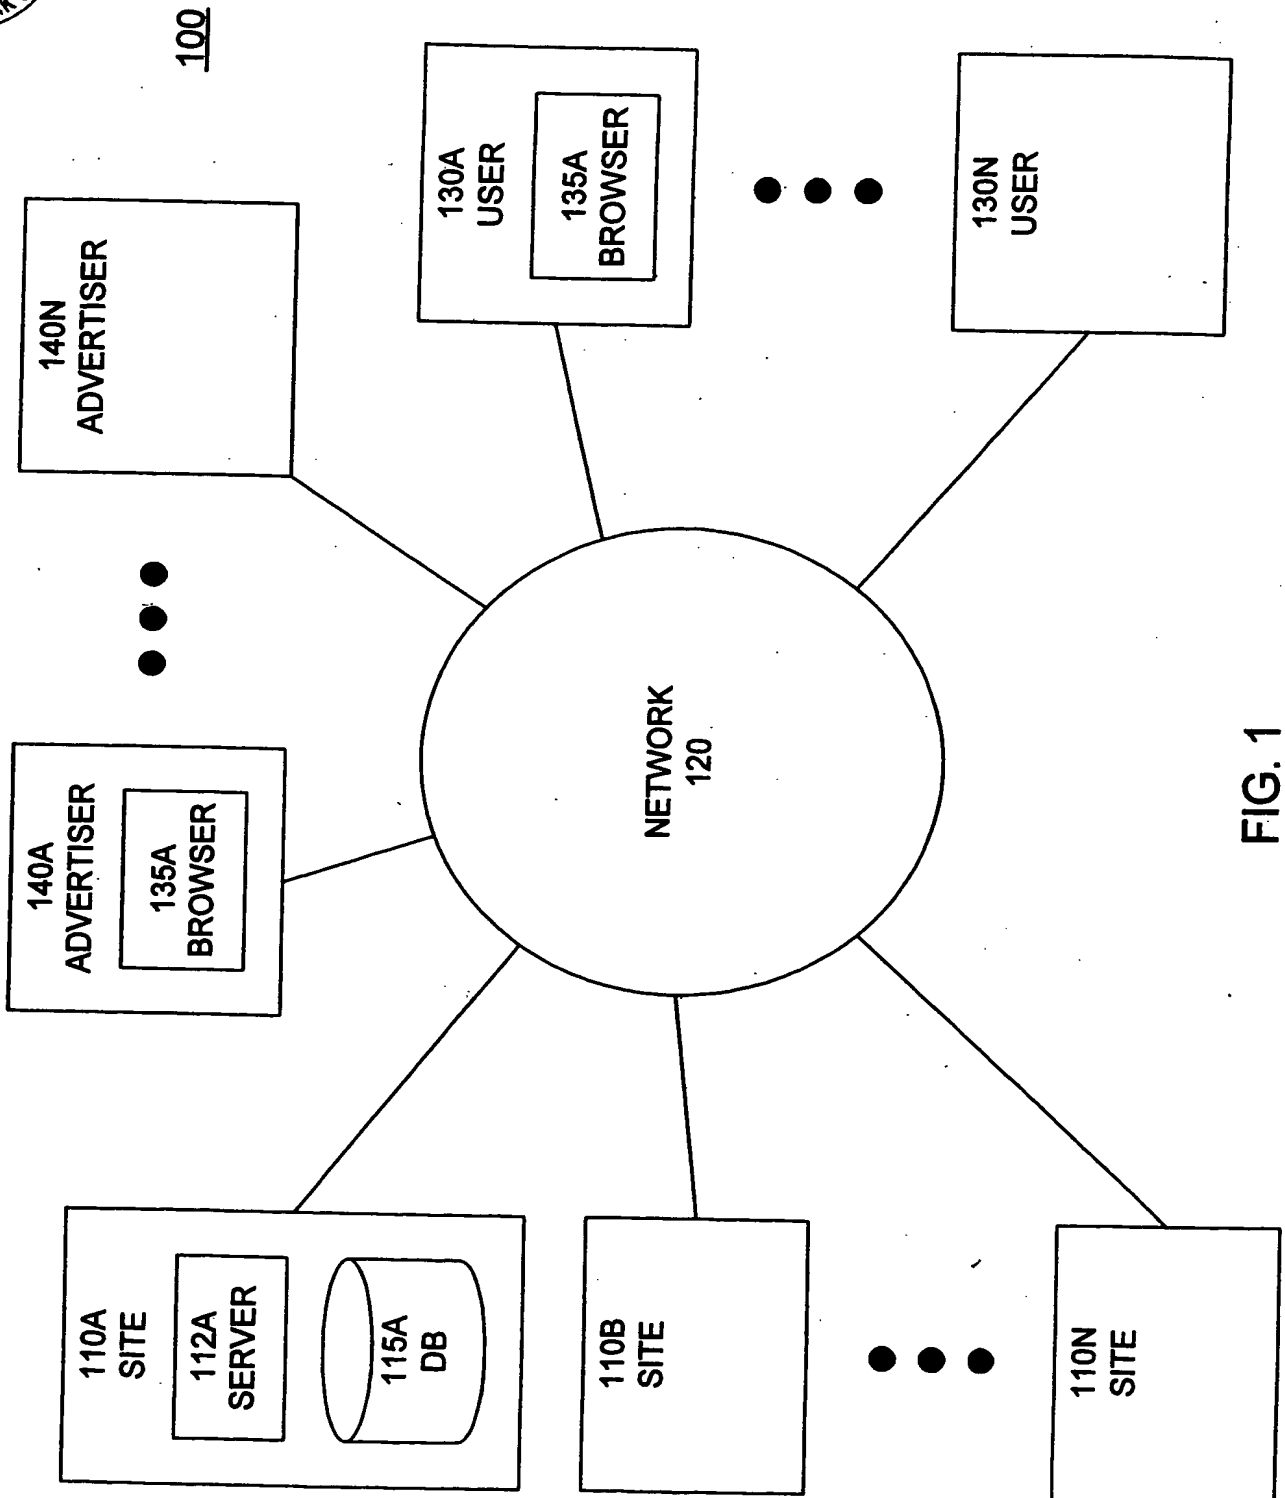 100
110A
SITE
112A
SERVER
115A
DB
110B
SITE
110N
SITE
140A
ADVERTISER
135A
BROWSER
140N
ADVERTISER
130A
USER
135A
BROWSER
130N
USER
NETWORK
120
FIG. 1